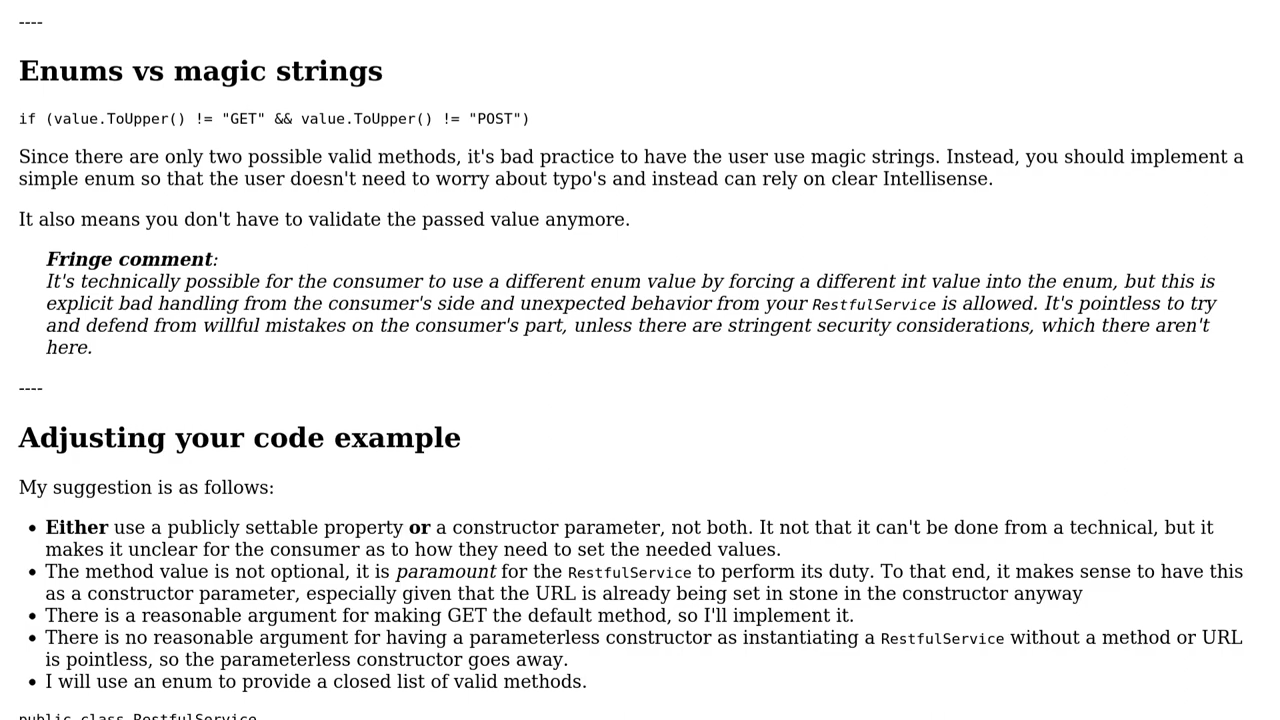 ----
Enums vs magic strings
if (value.ToUpper() != "GET" && value.ToUpper() != "POST")
Since there are only two possible valid methods, it's bad practice to have the user use magic strings. Instead, you should implement a
simple enum so that the user doesn't need to worry about typo's and instead can rely on clear Intellisense.
It also means you don't have to validate the passed value anymore.
Fringe comment:
It's technically possible for the consumer to use a different enum value by forcing a different int value into the enum, but this is
explicit bad handling from the consumer's side and unexpected behavior from your RestfulService is allowed. It's pointless to try
and defend from willful mistakes on the consumer's part, unless there are stringent security considerations, which there aren't
here.
----
Adjusting your code example
My suggestion is as follows:
• Either use a publicly settable property or a constructor parameter, not both. It not that it can't be done from a technical, but it
makes it unclear for the consumer as to how they need to set the needed values.
• The method value is not optional, it is paramount for the RestfulService to perform its duty. To that end, it makes sense to have this
as a constructor parameter, especially given that the URL is already being set in stone in the constructor anyway
• There is a reasonable argument for making GET the default method, so I'll implement it.
• There is no reasonable argument for having a parameterless constructor as instantiating a RestfulService without a method or URL
is pointless, so the parameterless constructor goes away.
• I will use an enum to provide a closed list of valid methods.
public class RestfulService